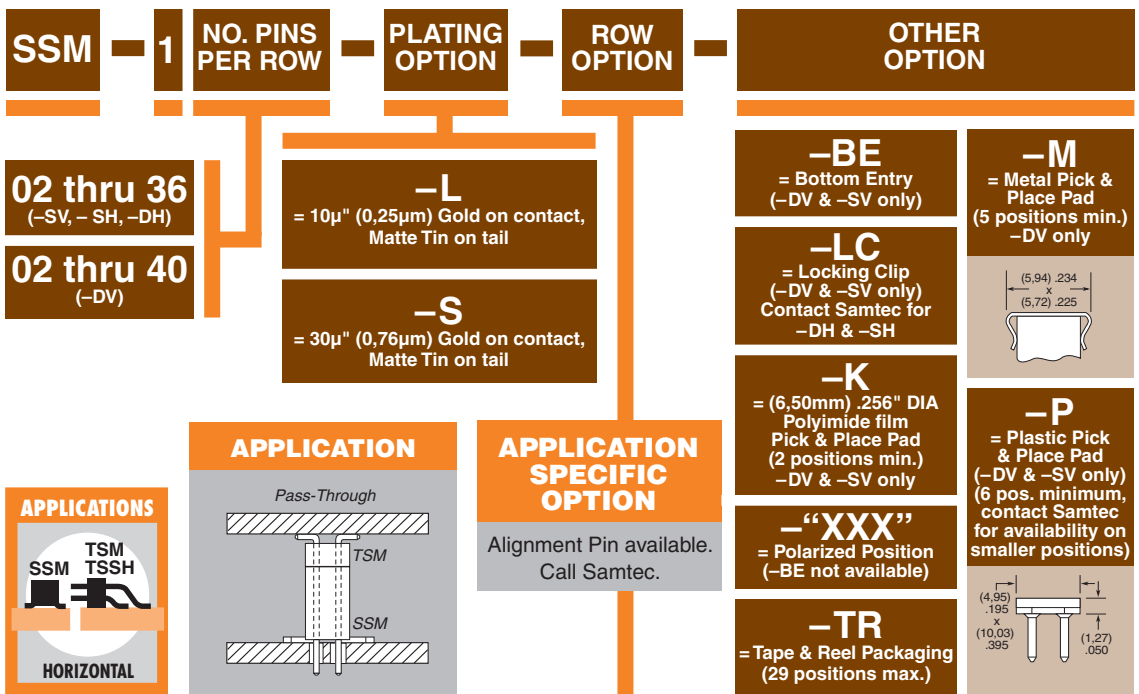 SSM
1
NO. PINS
PER ROW
PLATING
OPTION
ROW
OPTION
OTHER
OPTION
02 thru 36
(–SV, – SH, –DH)
02 thru 40
(–DV)
–L
= 10µ" (0,25µm) Gold on contact,
Matte Tin on tail
–S
= 30µ" (0,76µm) Gold on contact,
Matte Tin on tail
–BE
= Bottom Entry
(–DV & –SV only)
–LC
= Locking Clip
(–DV & –SV only)
Contact Samtec for
–DH & –SH
–K
= (6,50mm) .256" DIA
Polyimide film
Pick & Place Pad
(2 positions min.)
–DV & –SV only
–“XXX”
= Polarized Position
(–BE not available)
–TR
= Tape & Reel Packaging
(29 positions max.)
–M
= Metal Pick &
Place Pad
(5 positions min.)
–DV only
(5,94) .234
x
(5,72) .225
–P
= Plastic Pick
& Place Pad
(–DV & –SV only)
(6 pos. minimum,
contact Samtec
for availability on
smaller positions)
(4,95)
.195
x
(10,03)
.395
(1,27)
.050
APPLICATIONS
SSM
TSM
TSSH
HORIZONTAL
APPLICATION
Pass-Through
TSM
SSM
APPLICATION
SPECIFIC
OPTION
Alignment Pin available.
Call Samtec.